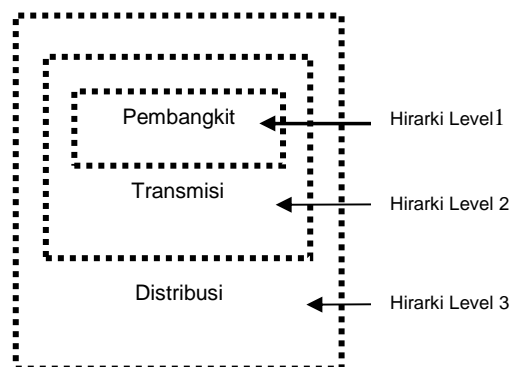 Pembangkit
Hirarki Level1
Transmisi
Hirarki Level 2
Distribusi
Hirarki Level 3